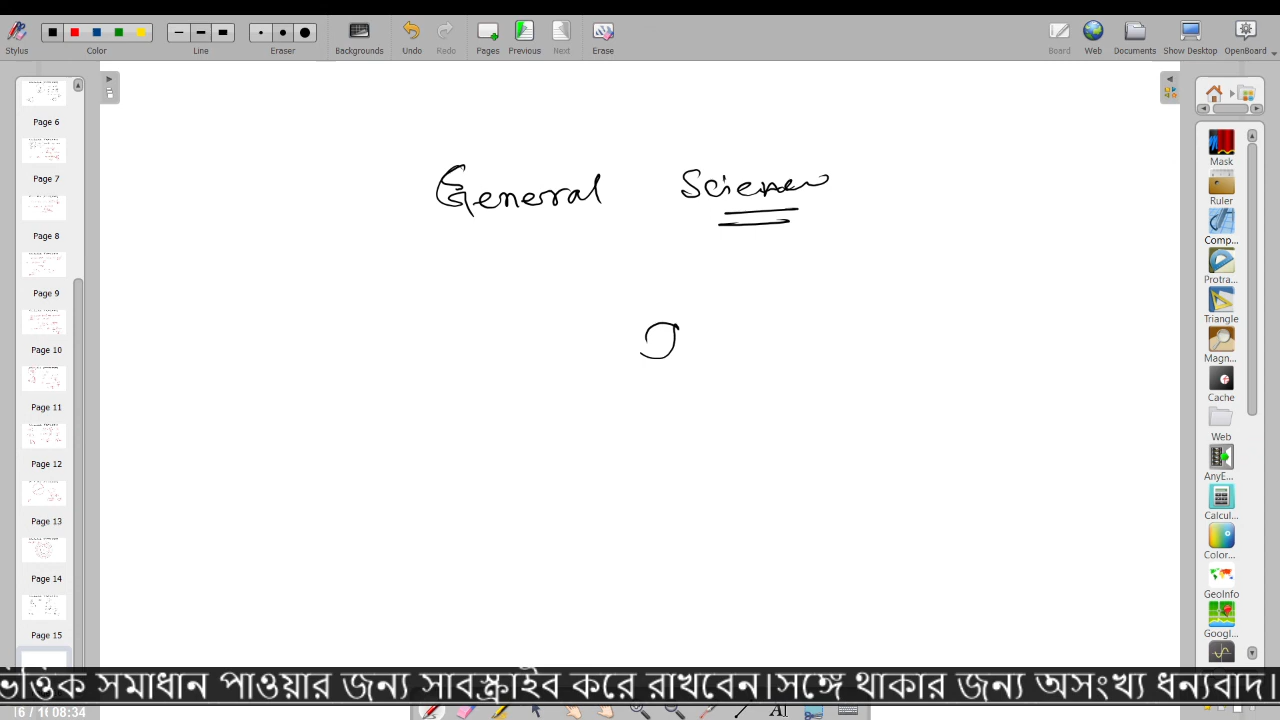 Stylus Color Line Eraser Backgrounds Undo Redo Pages Previous Next Erase Board Web Documents Show Desktop OpenBoard
Page 6
Page 7
Page 8
Page 9
Page 10
Page 11
Page 12
Page 13
Page 14
Page 15
General Science
Mask
Ruler
Comp...
Protra...
Triangle
Magn...
Cache
Web
AnyE...
Calcul...
Color...
GeoInfo
Googl...
সমাধান পাওয়ার জন্য সাবস্ক্রাইব করে রাখবেন।সঙ্গে থাকার জন্য অসংখ্য ধন্যবাদ।
08:34